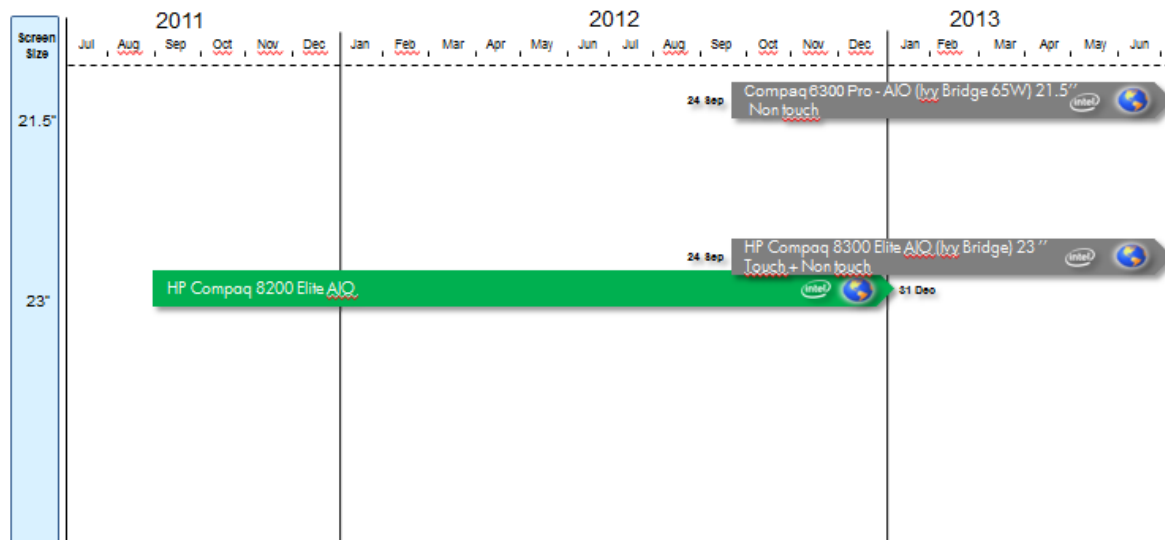 2011 2012 2013
Screen
Size
Jul Aug Sep Oct Nov Dec Jan Feb Mar Apr May Jun Jul Aug Sep Oct Nov Dec Jan Feb Mar Apr May Jun
21.5"
24 Sep
Compaq 6300 Pro - AIO (Ivy Bridge 65W) 21.5’’
Non touch
intel
24 Sep
HP Compaq 8300 Elite AIO (Ivy Bridge) 23 ’’
Touch + Non touch
intel
23"
HP Compaq 8200 Elite AIO
intel
31 Dec